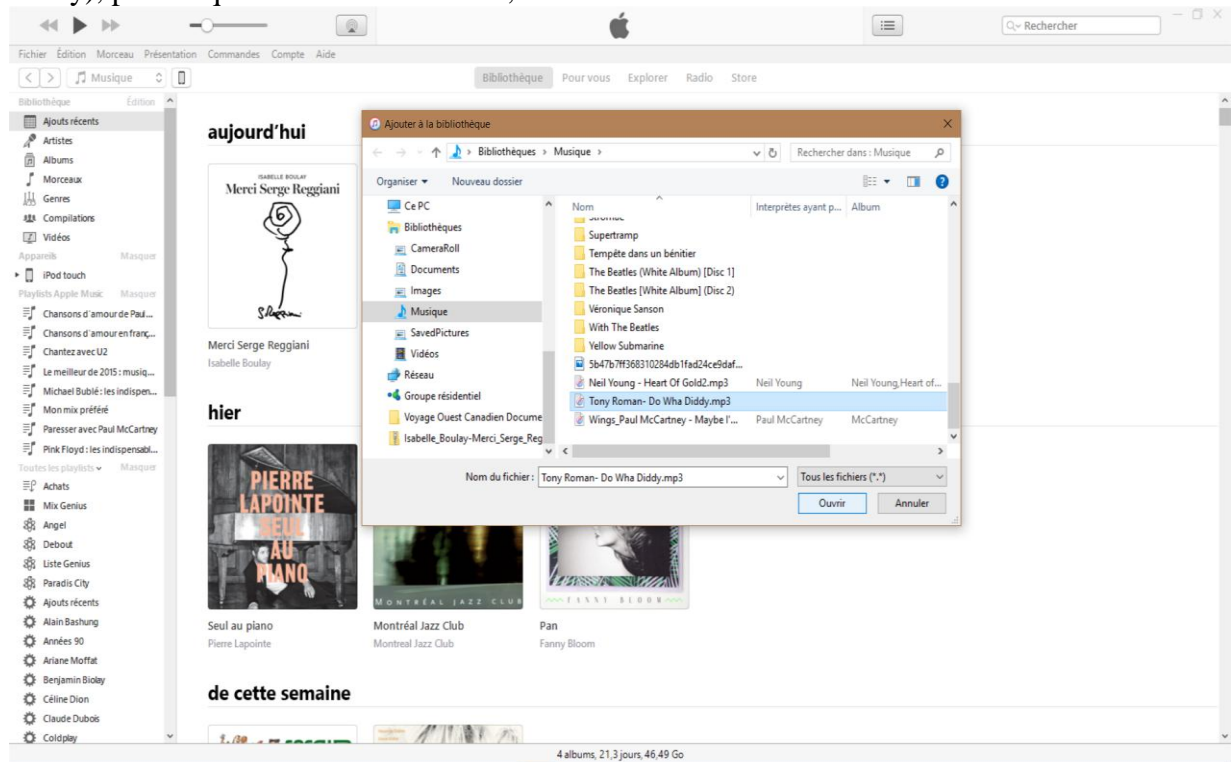 Rechercher
Fichier Édition Morceau Présentation Commandes Compte Aide
Musique
Bibliothèque Pour vous Explorer Radio Store
Bibliothèque Édition
Ajouts récents
Artistes
Albums
Morceaux
Genres
Compilations
Vidéos
Appareils Masquer
iPod touch
Playlists Apple Music Masquer
Chansons d'amour de Paul...
Chansons d'amour en franç...
Chantez avec U2
Le meilleur de 2015 : musiq...
Michael Bublé : les indispen...
Mon mix préféré
Paresser avec Paul McCartney
Pink Floyd : les indispensabl...
Toutes les playlists Masquer
Achats
Mix Genius
Angel
Debout
Liste Genius
Paradis City
Ajouts récents
Alain Bashung
Années 90
Ariane Moffat
Benjamin Biolay
Céline Dion
Claude Dubois
Coldplay
aujourd'hui
ISABELLE BOULAY
Merci Serge Reggiani
Merci Serge Reggiani
Isabelle Boulay
hier
PIERRE
LAPOINTE
SEUL
AU
PIANO
Seul au piano
Pierre Lapointe
MONTRÉAL JAZZ CLUB
Montréal Jazz Club
Montreal Jazz Club
FANNY BLOOM
Pan
Fanny Bloom
de cette semaine
Ajouter à la bibliothèque
Bibliothèques > Musique >
Rechercher dans : Musique
Organiser Nouveau dossier
Ce PC
Bibliothèques
CameraRoll
Documents
Images
Musique
SavedPictures
Vidéos
Réseau
Groupe résidentiel
Voyage Ouest Canadien Docume
Isabelle_Boulay-Merci_Serge_Reg
Nom Interprètes ayant p... Album
Supertramp
Tempête dans un bénitier
The Beatles (White Album) [Disc 1]
The Beatles [White Album] (Disc 2)
Véronique Sanson
With The Beatles
Yellow Submarine
5b47b7ff368310284db1fad24ce9daf...
Neil Young - Heart Of Gold2.mp3 Neil Young Neil Young,Heart of...
Tony Roman- Do Wha Diddy.mp3
Wings_Paul McCartney - Maybe I'... Paul McCartney McCartney
Nom du fichier : Tony Roman- Do Wha Diddy.mp3 Tous les fichiers (*.*)
Ouvrir Annuler
4 albums, 21,3 jours, 46,49 Go